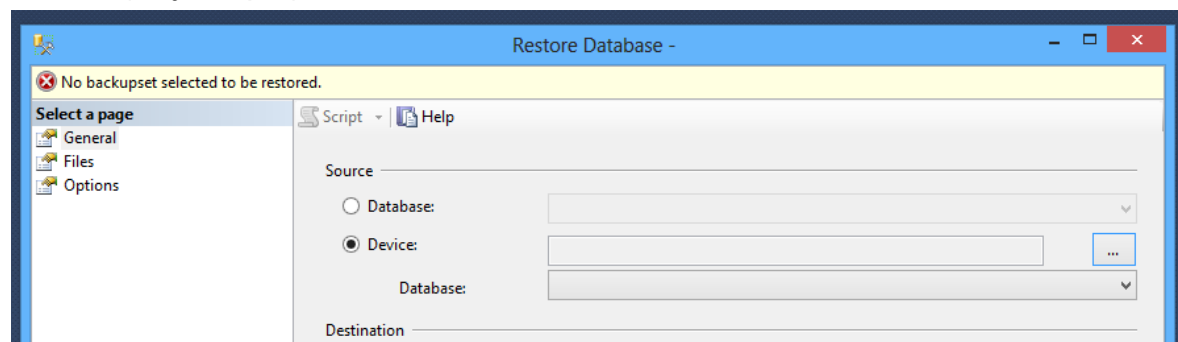 Restore Database -
No backupset selected to be restored.
Select a page
General
Files
Options
Script
Help
Source
Database:
Device:
...
Database:
Destination